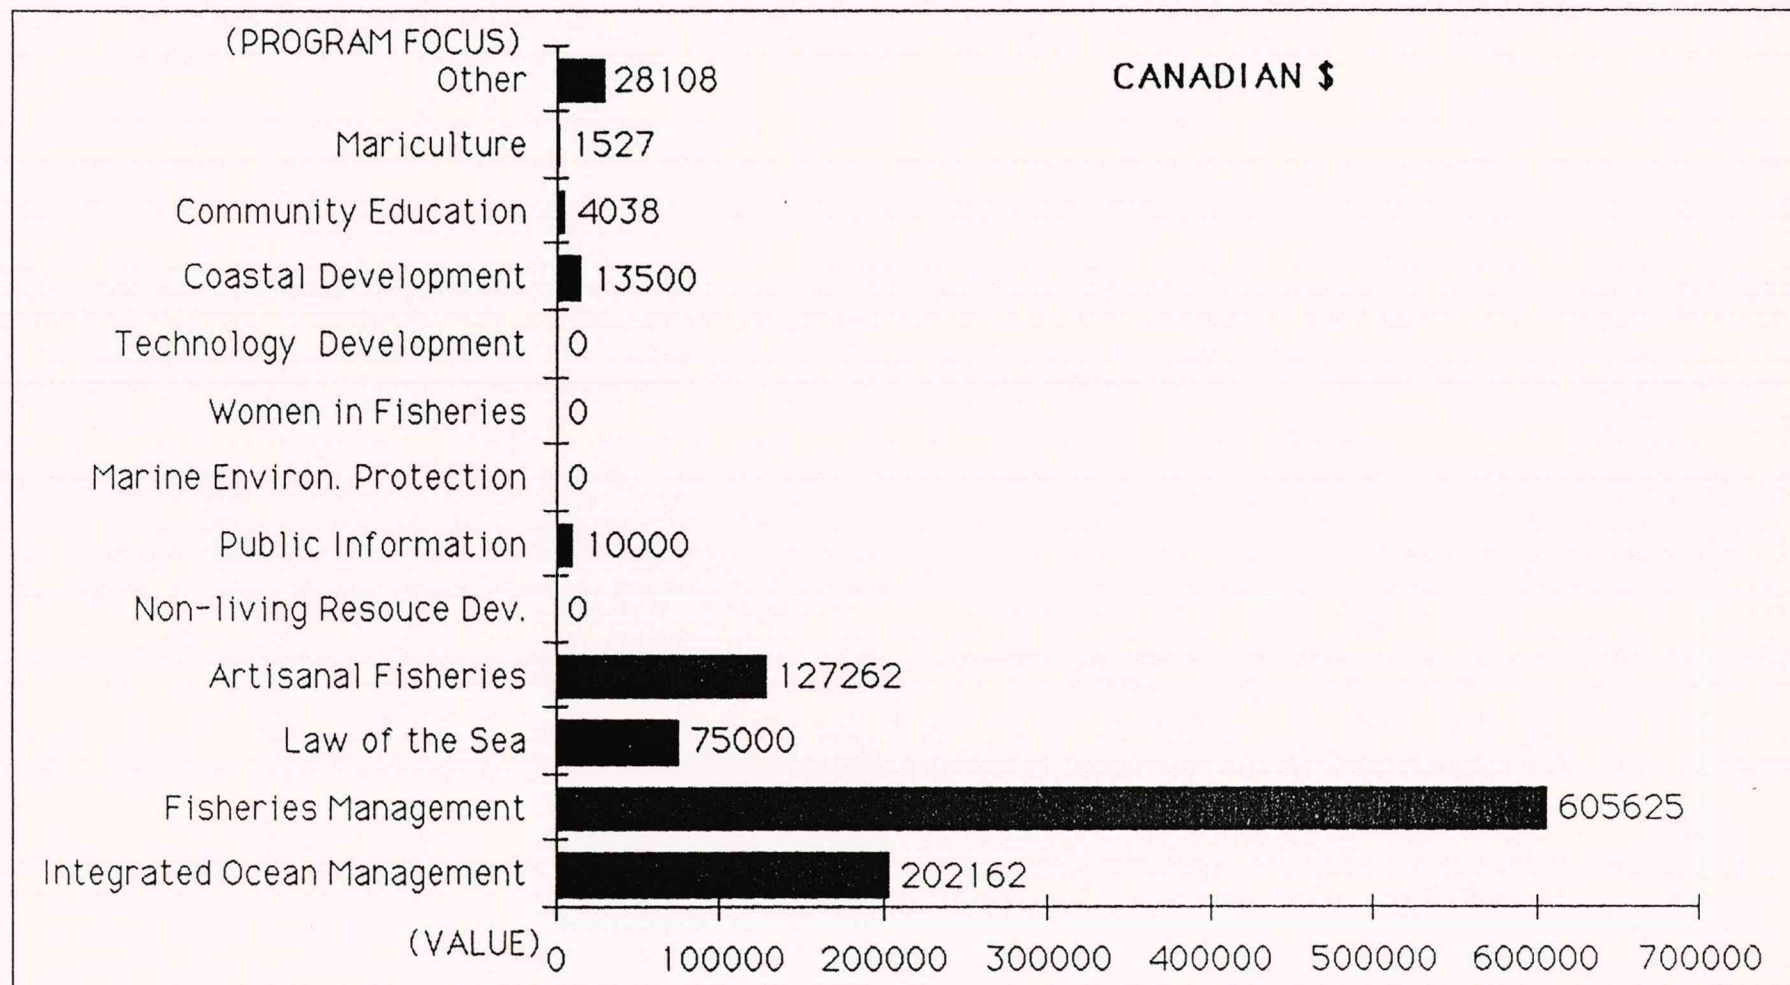 (PROGRAM FOCUS)
CANADIAN $
Other 28108
Mariculture 1527
Community Education 4038
Coastal Development 13500
Technology Development 0
Women in Fisheries 0
Marine Environ. Protection 0
Public Information 10000
Non-living Resouce Dev. 0
Artisanal Fisheries 127262
Law of the Sea 75000
Fisheries Management 605625
Integrated Ocean Management 202162
(VALUE) 0 100000 200000 300000 400000 500000 600000 700000